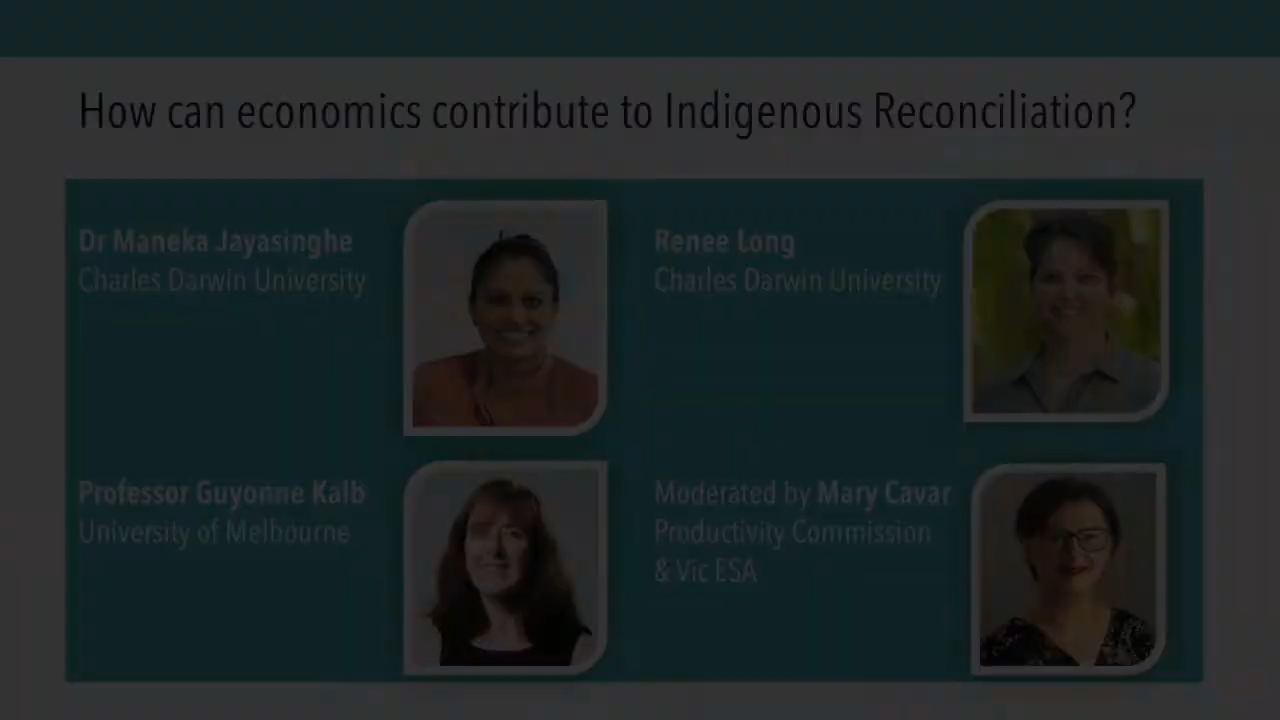 How can economics contribute to Indigenous Reconciliation?
Dr Maneka Jayasinghe
Charles Darwin University
Renee Long
Charles Darwin University
Professor Guyonne Kalb
University of Melbourne
Moderated by Mary Cavar
Productivity Commission
& Vic ESA